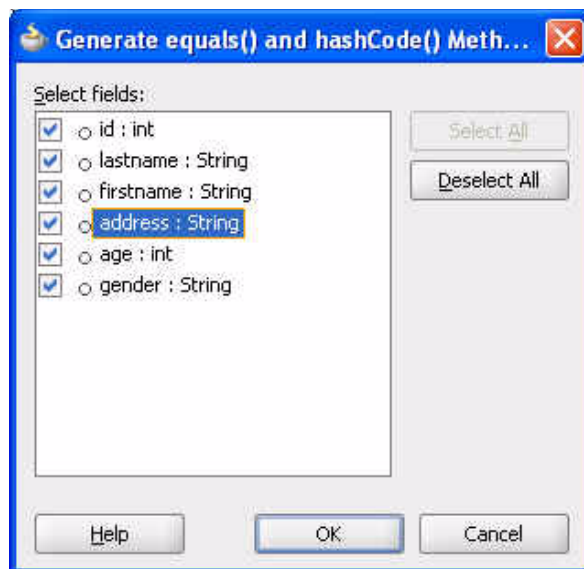 Generate equals() and hashCode() Meth...
Select fields:
id : int
lastname : String
firstname : String
address : String
age : int
gender : String
Select All
Deselect All
Help
OK
Cancel